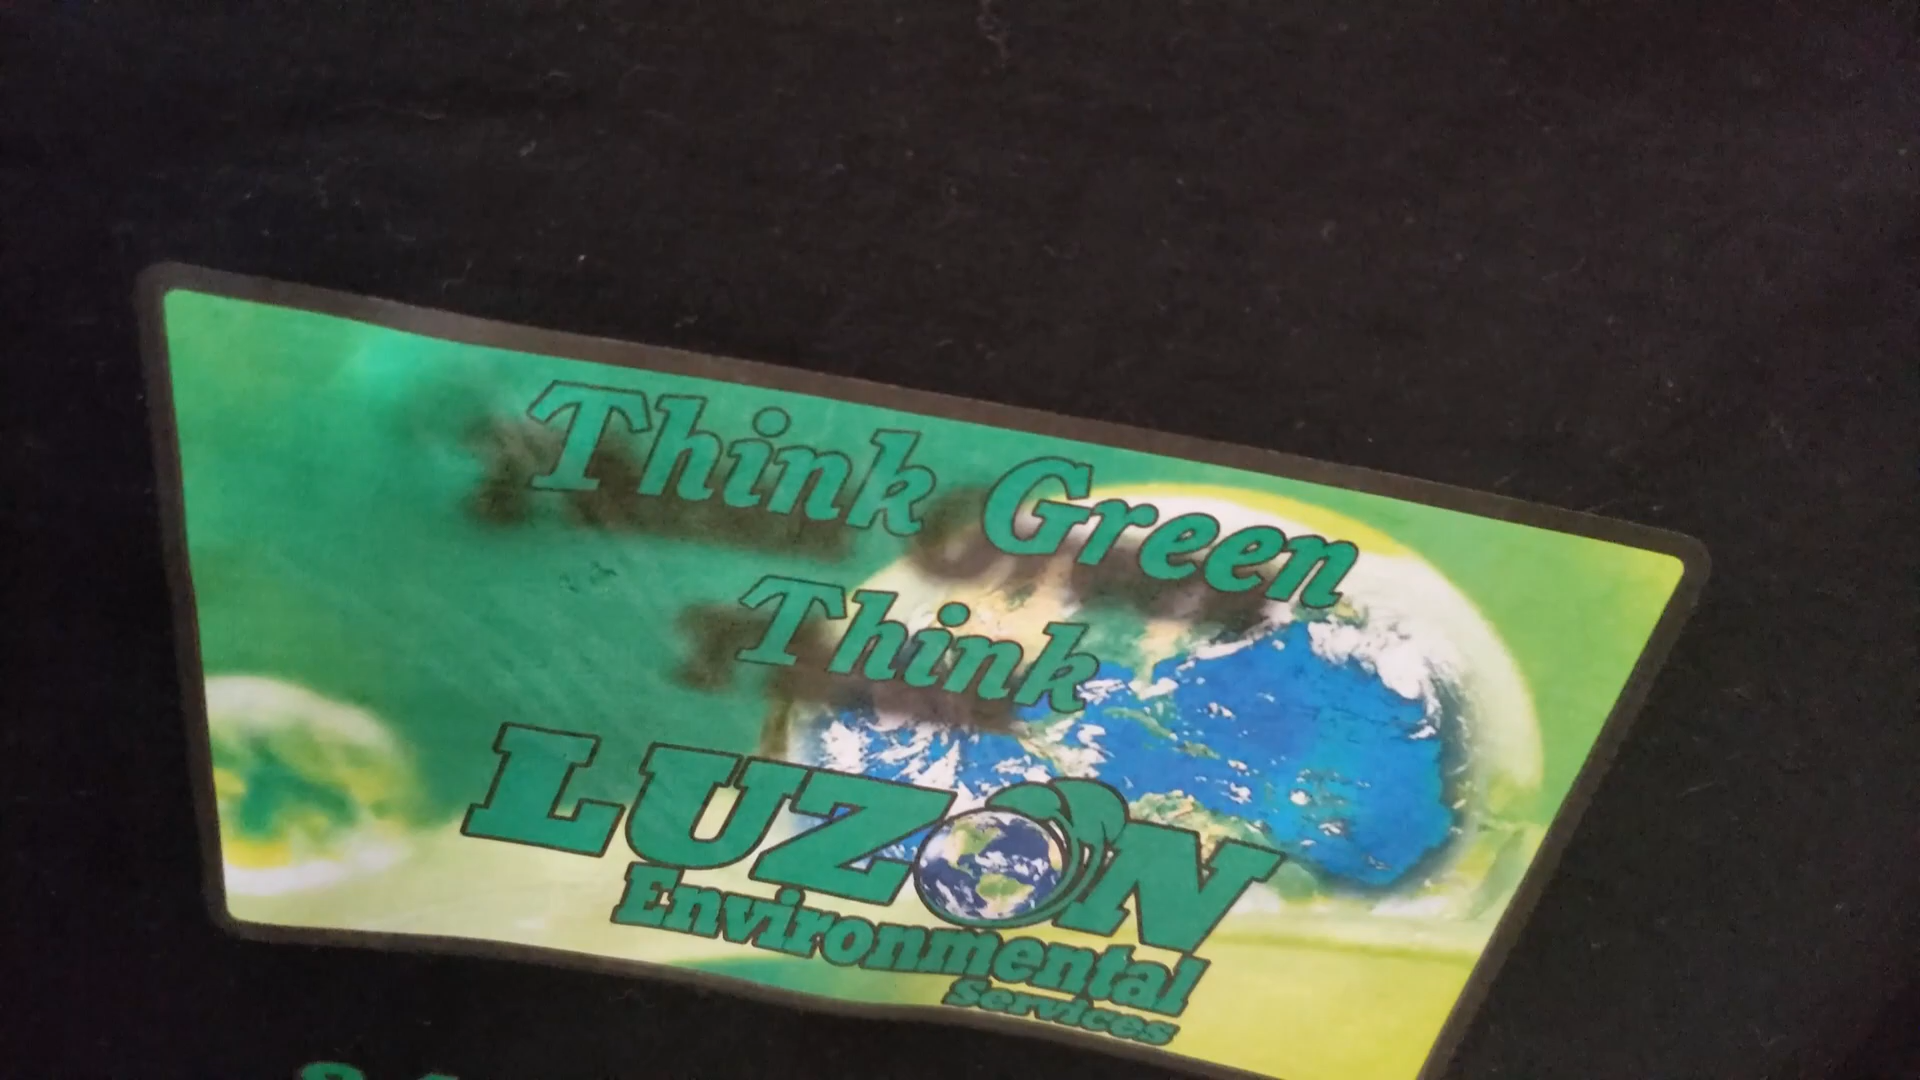 Think Green
Think
LUZON
Environmental
Services